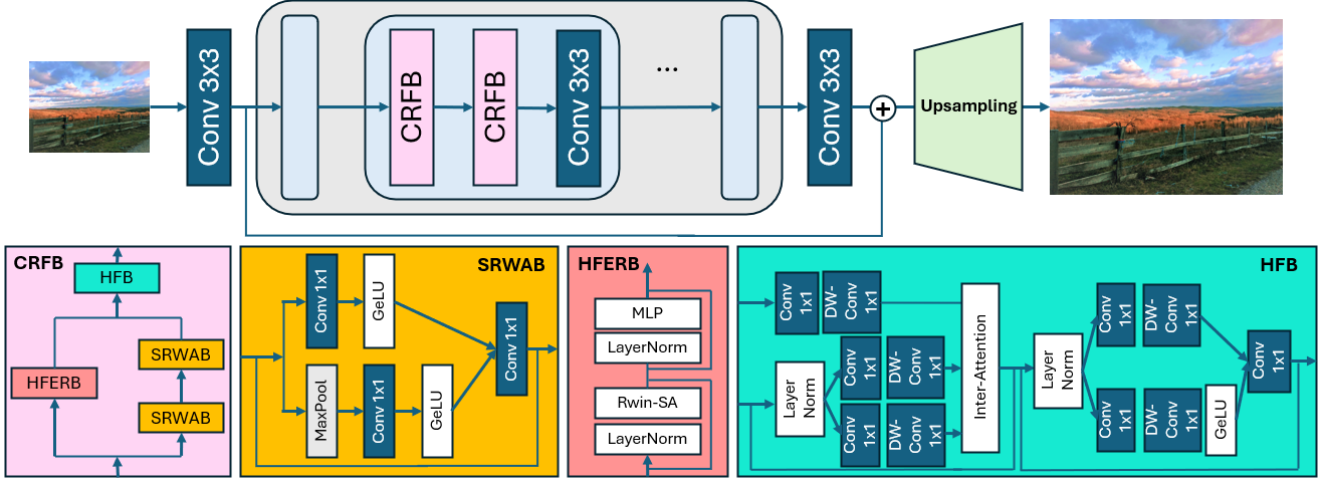 Conv 3x3
CRFB
CRFB
Conv 3x3
...
Conv 3x3
+
Upsampling
CRFB
HFB
SRWAB
HFERB
SRWAB
SRWAB
Conv 1x1
GeLU
Conv 1x1
MaxPool
Conv 1x1
GeLU
HFERB
MLP
LayerNorm
Rwin-SA
LayerNorm
HFB
Conv
1x1
DW-
Conv
1x1
Layer
Norm
Conv
1x1
DW-
Conv
1x1
Conv
1x1
DW-
Conv
1x1
Inter-Attention
Layer
Norm
Conv
1x1
DW-
Conv
1x1
Conv
1x1
DW-
Conv
1x1
GeLU
Conv
1x1